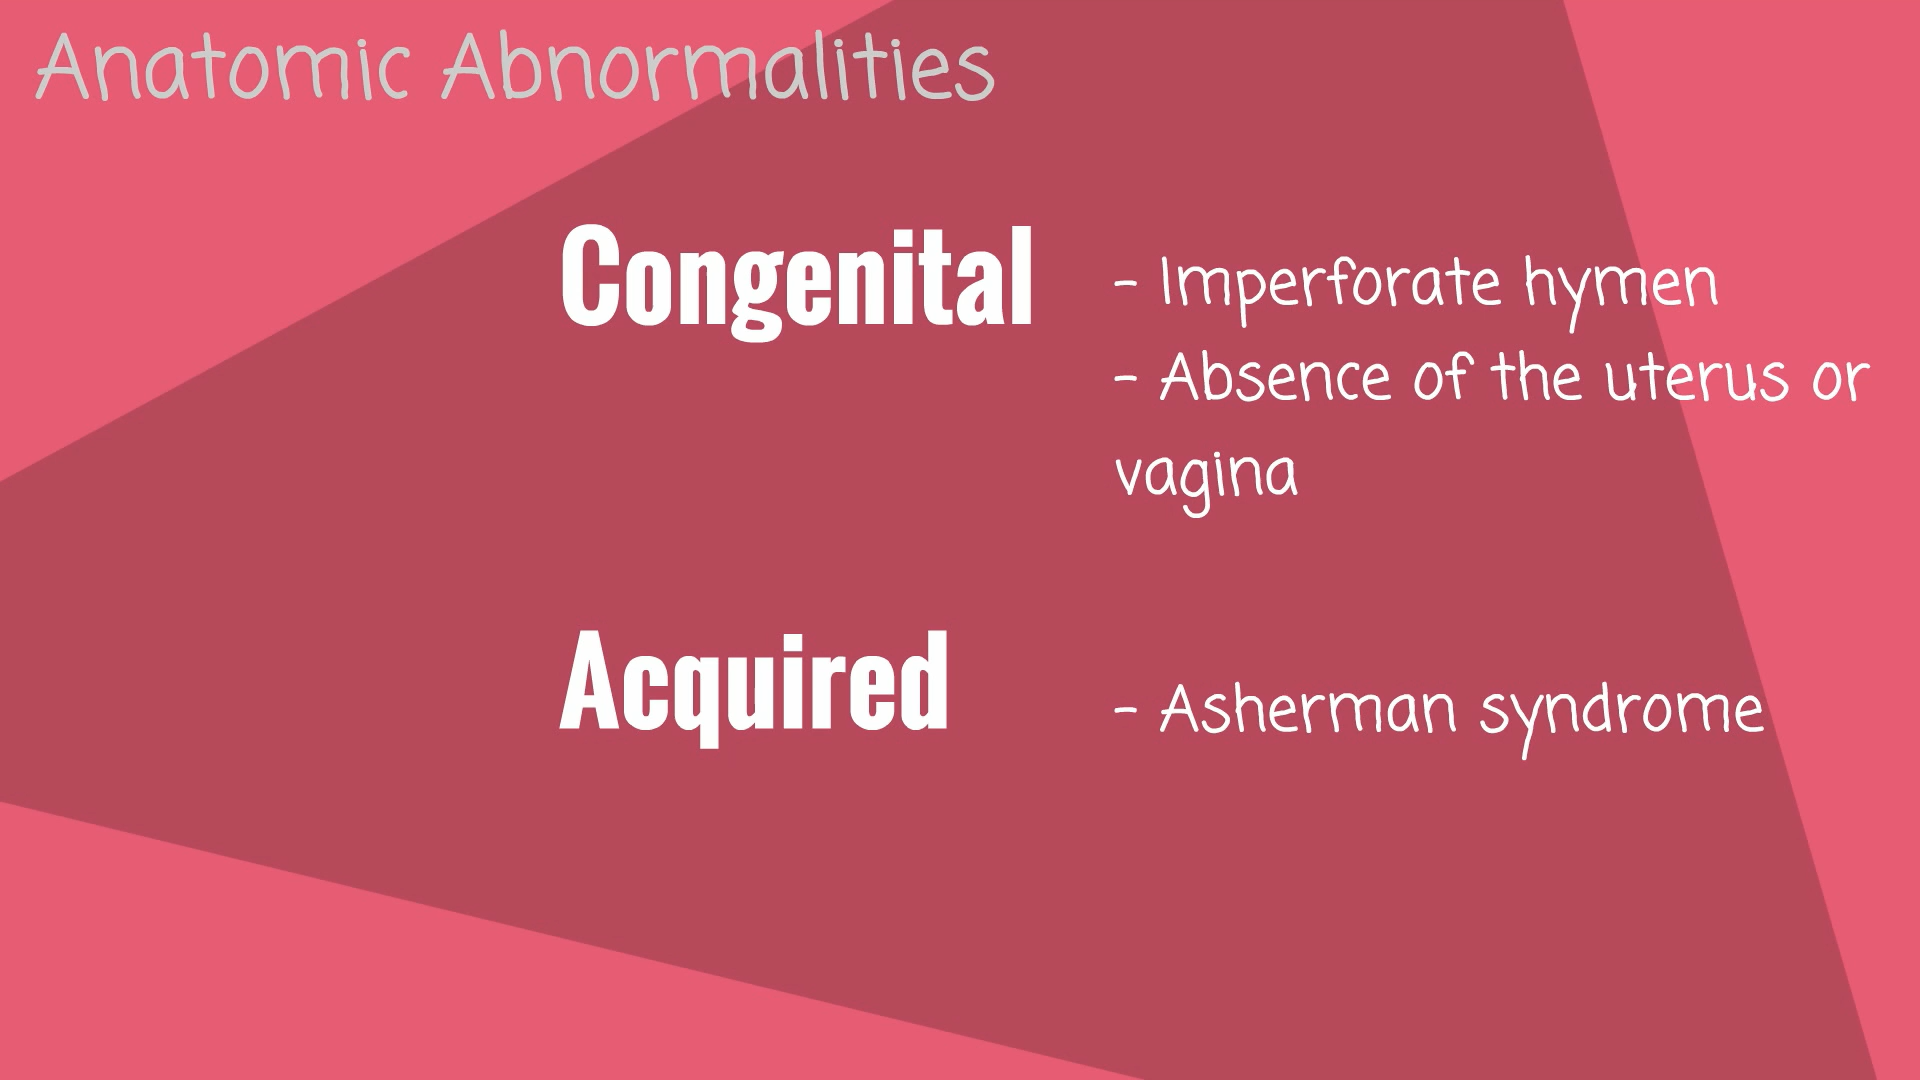 Anatomic Abnormalities
Congenital
- Imperforate hymen
- Absence of the uterus or
vagina
Acquired
- Asherman syndrome